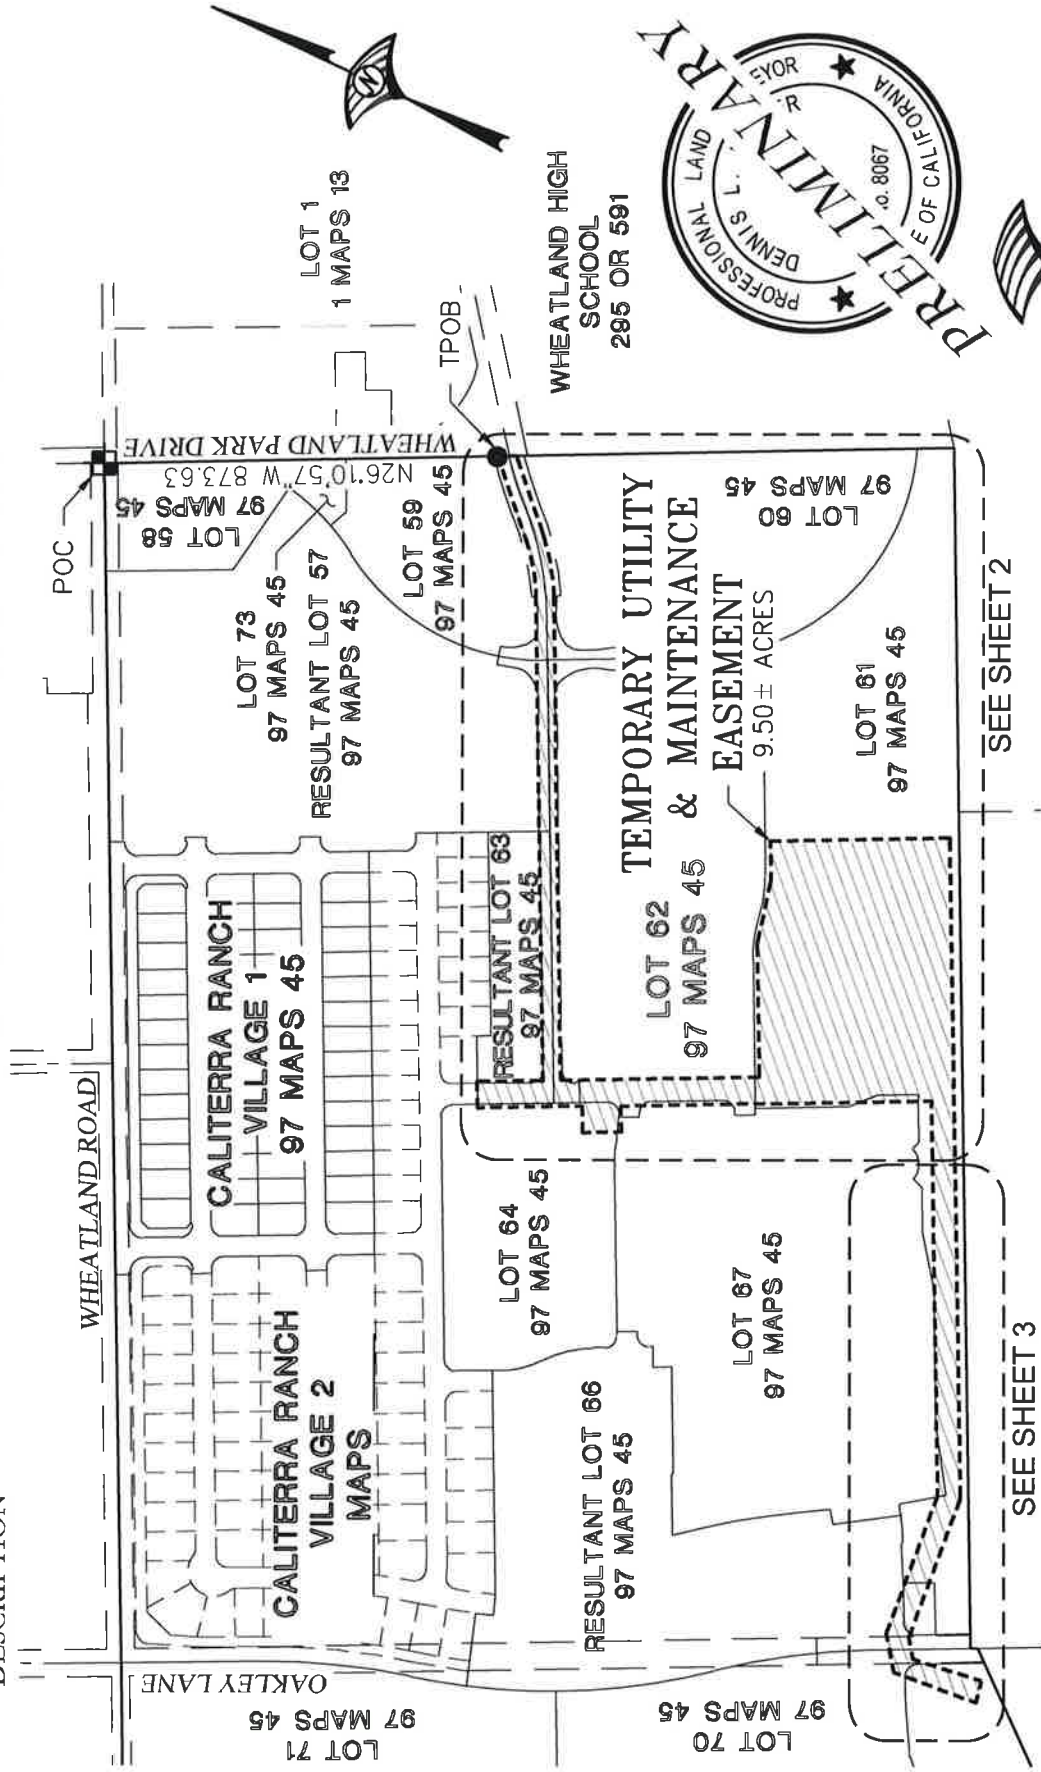 WHEATLAND ROAD
POC
LOT 58
97 MAPS 45
WHEATLAND PARK DRIVE
N26°10'57"W 873.63
LOT 1
1 MAPS 13
N
LOT 73
97 MAPS 45
RESULTANT LOT 57
97 MAPS 45
LOT 59
97 MAPS 45
TPOB
WHEATLAND HIGH
SCHOOL
295 OR 591
CALITERRA RANCH
VILLAGE 1
97 MAPS 45
CALITERRA RANCH
VILLAGE 2
MAPS
OAKLEY LANE
LOT 71
97 MAPS 45
RESULTANT LOT 63
97 MAPS 45
LOT 64
97 MAPS 45
TEMPORARY UTILITY
& MAINTENANCE
EASEMENT
9.50± ACRES
LOT 62
97 MAPS 45
LOT 60
97 MAPS 45
LOT 61
97 MAPS 45
RESULTANT LOT 66
97 MAPS 45
LOT 67
97 MAPS 45
LOT 70
97 MAPS 45
SEE SHEET 2
SEE SHEET 3
PROFESSIONAL LAND
EYOR
DENNIS L.
R
o. 8067
E OF CALIFORNIA
PRELIMINARY